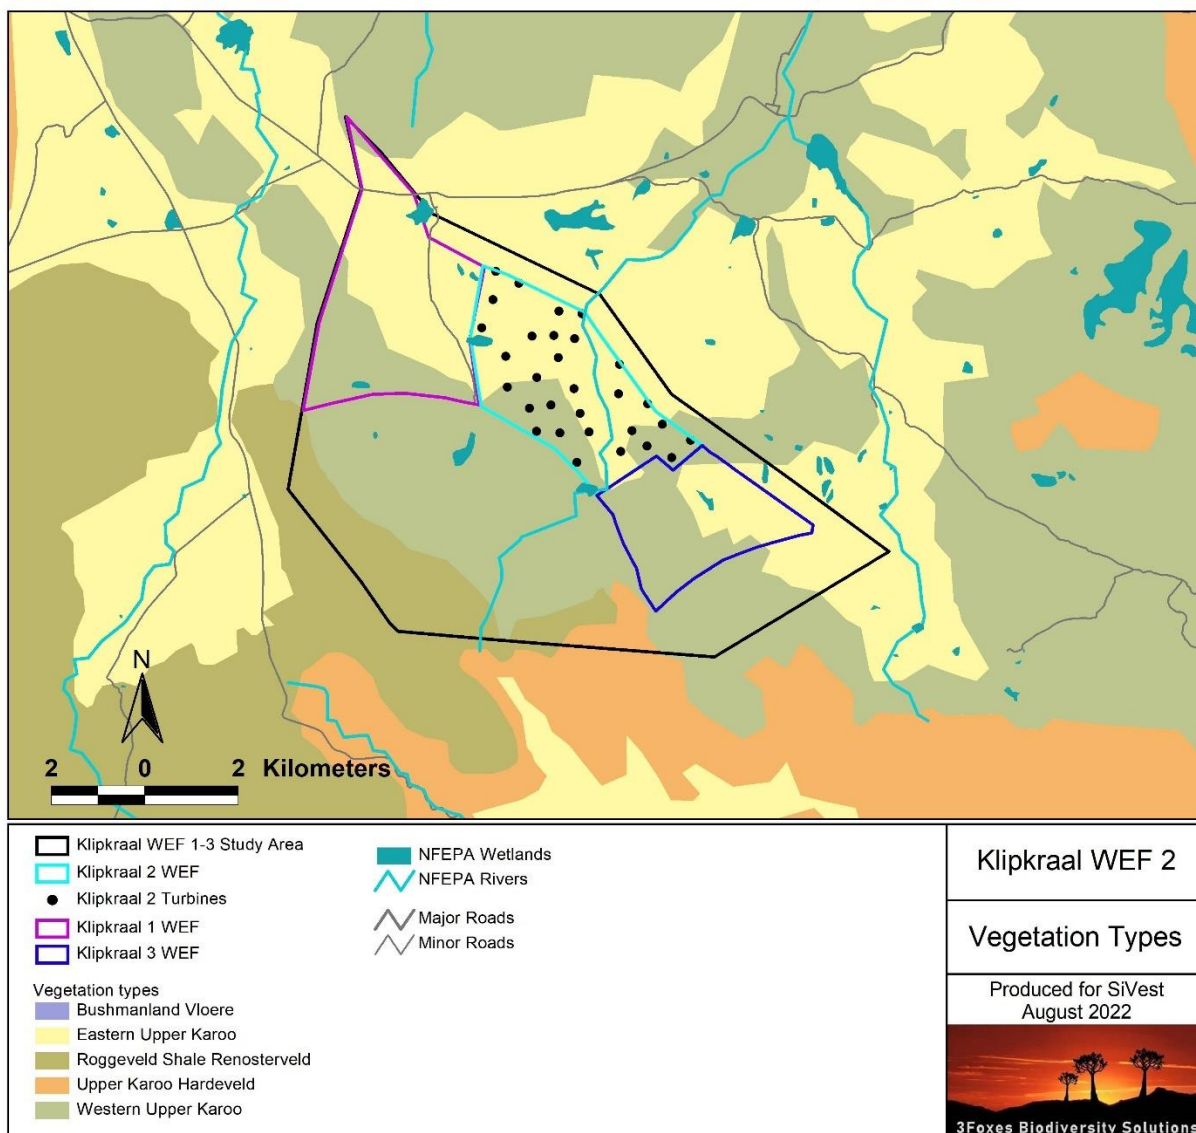 N
2 0 2 Kilometers
Klipkraal WEF 1-3 Study Area
Klipkraal 2 WEF
Klipkraal 2 Turbines
Klipkraal 1 WEF
Klipkraal 3 WEF
Vegetation types
Bushmanland Vloere
Eastern Upper Karoo
Roggeveld Shale Renosterveld
Upper Karoo Hardeveld
Western Upper Karoo
NFEPA Wetlands
NFEPA Rivers
Major Roads
Minor Roads
Klipkraal WEF 2
Vegetation Types
Produced for SiVest
August 2022
3Foxes Biodiversity Solutions